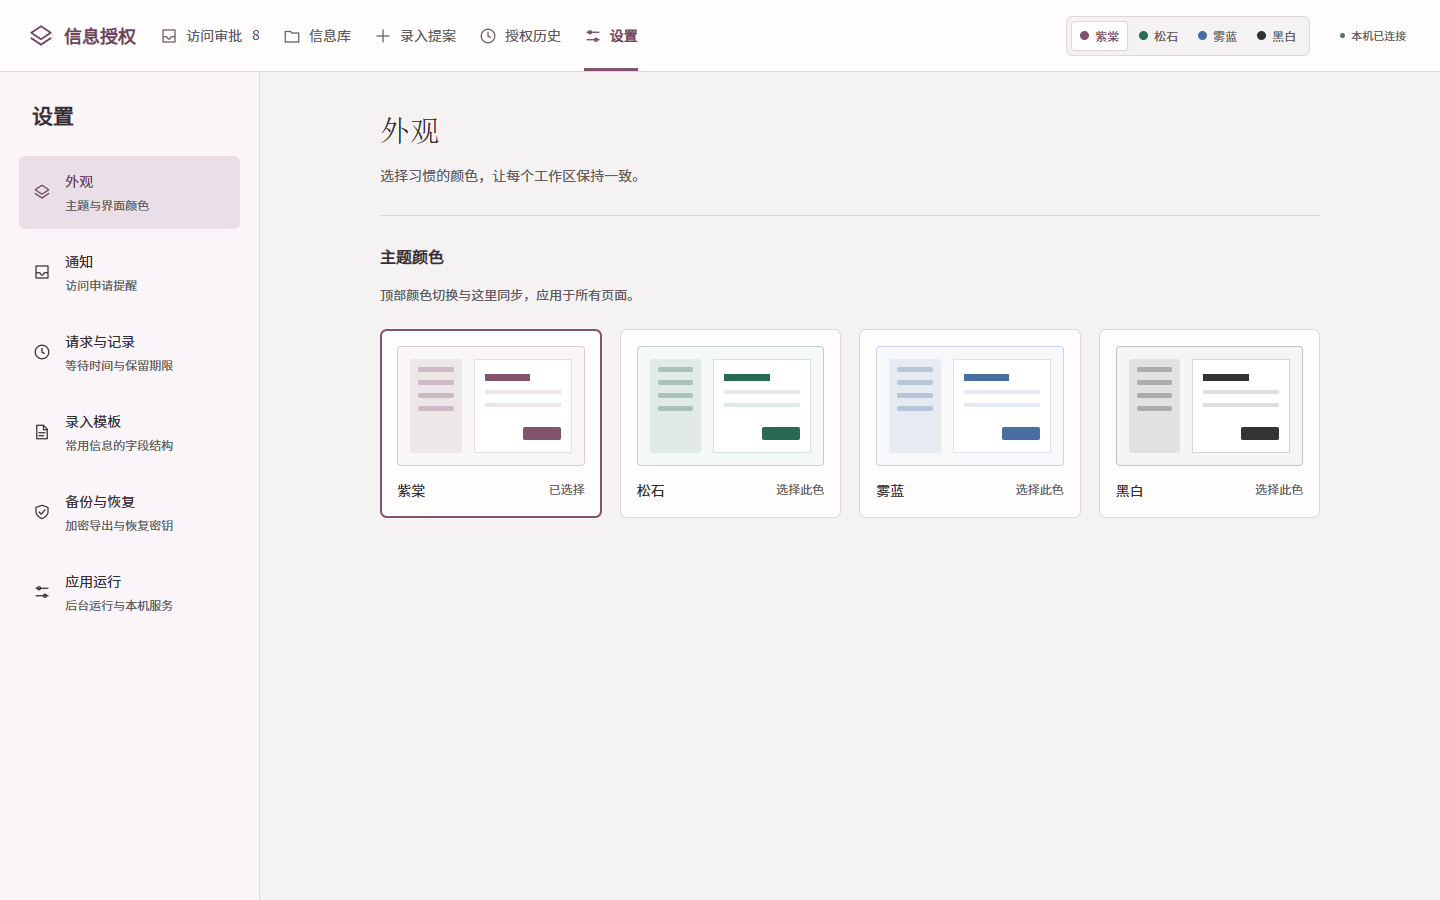 信息授权
访问审批 8
信息库
录入提案
授权历史
设置
紫棠
松石
雾蓝
黑白
本机已连接
设置
外观
主题与界面颜色
通知
访问申请提醒
请求与记录
等待时间与保留期限
录入模板
常用信息的字段结构
备份与恢复
加密导出与恢复密钥
应用运行
后台运行与本机服务
外观
选择习惯的颜色，让每个工作区保持一致。
主题颜色
顶部颜色切换与这里同步，应用于所有页面。
紫棠 已选择
松石 选择此色
雾蓝 选择此色
黑白 选择此色